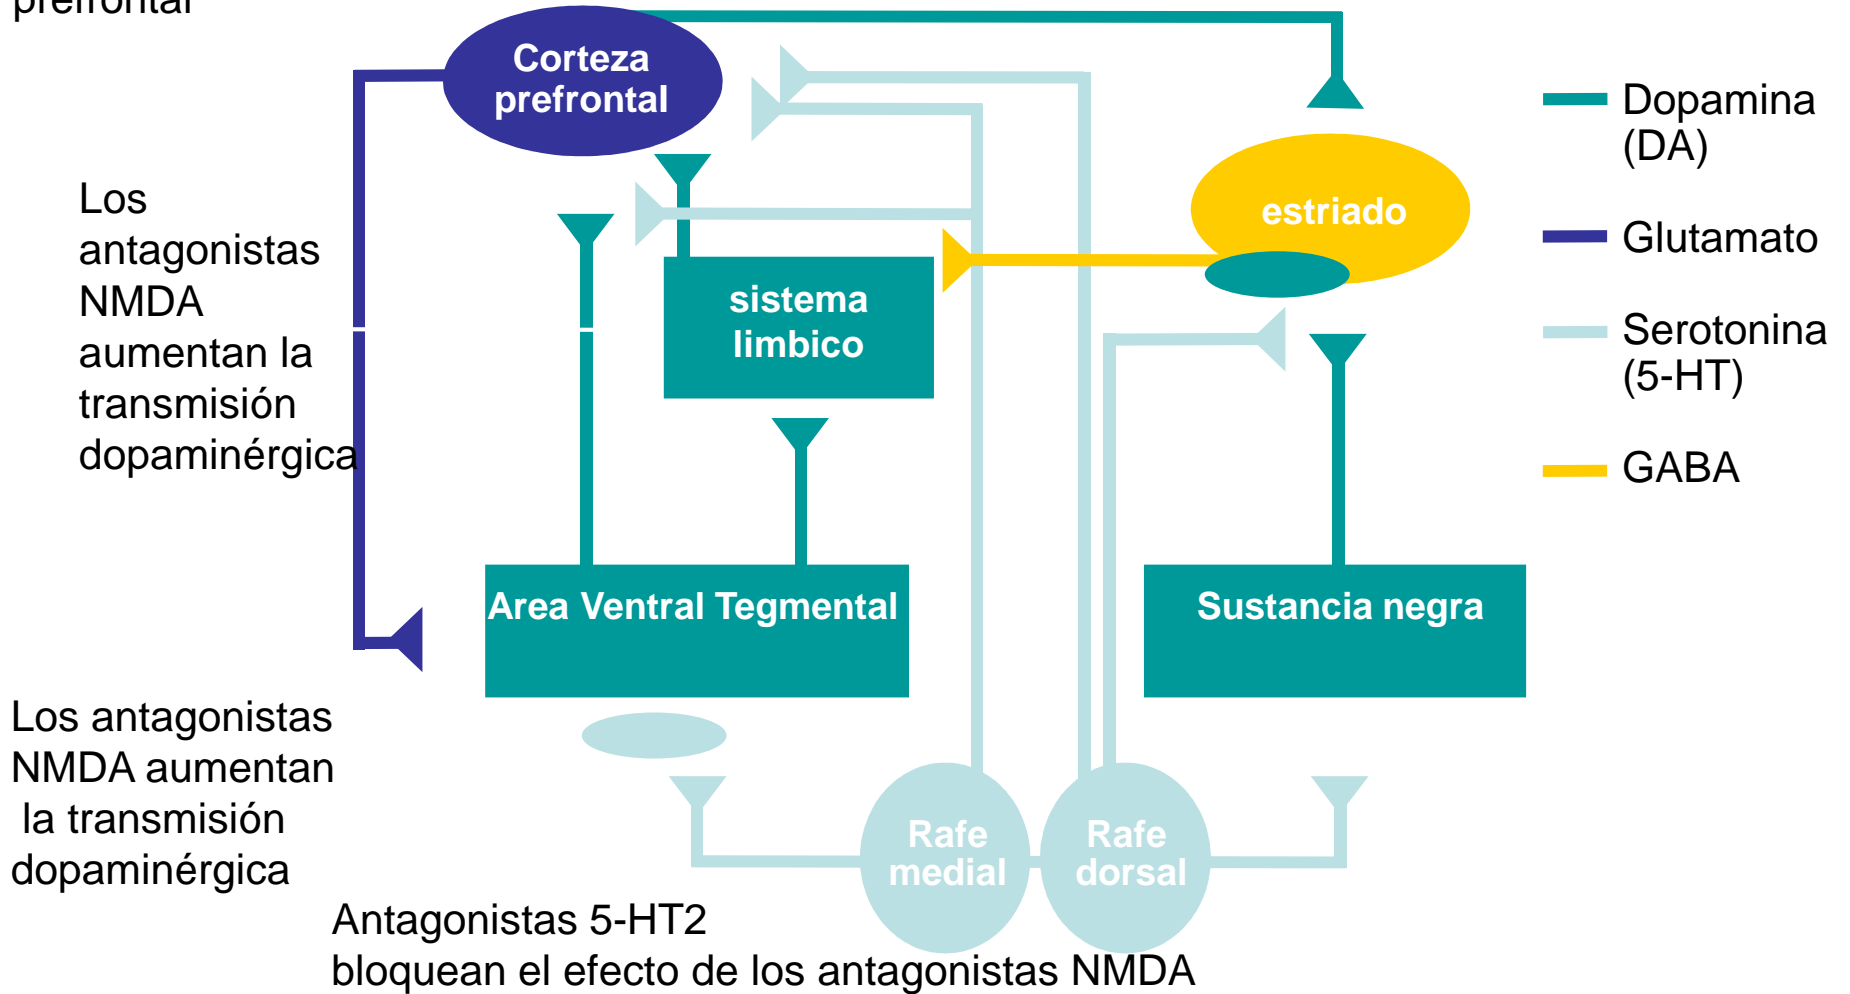 prefrontal
Corteza
prefrontal
Dopamina
(DA)
Los
antagonistas
NMDA
aumentan la
transmisión
dopaminérgica
estriado
Glutamato
sistema
limbico
Serotonina
(5-HT)
GABA
Area Ventral Tegmental
Sustancia negra
Los antagonistas
NMDA aumentan
la transmisión
dopaminérgica
Rafe
medial
Rafe
dorsal
Antagonistas 5-HT2
bloquean el efecto de los antagonistas NMDA